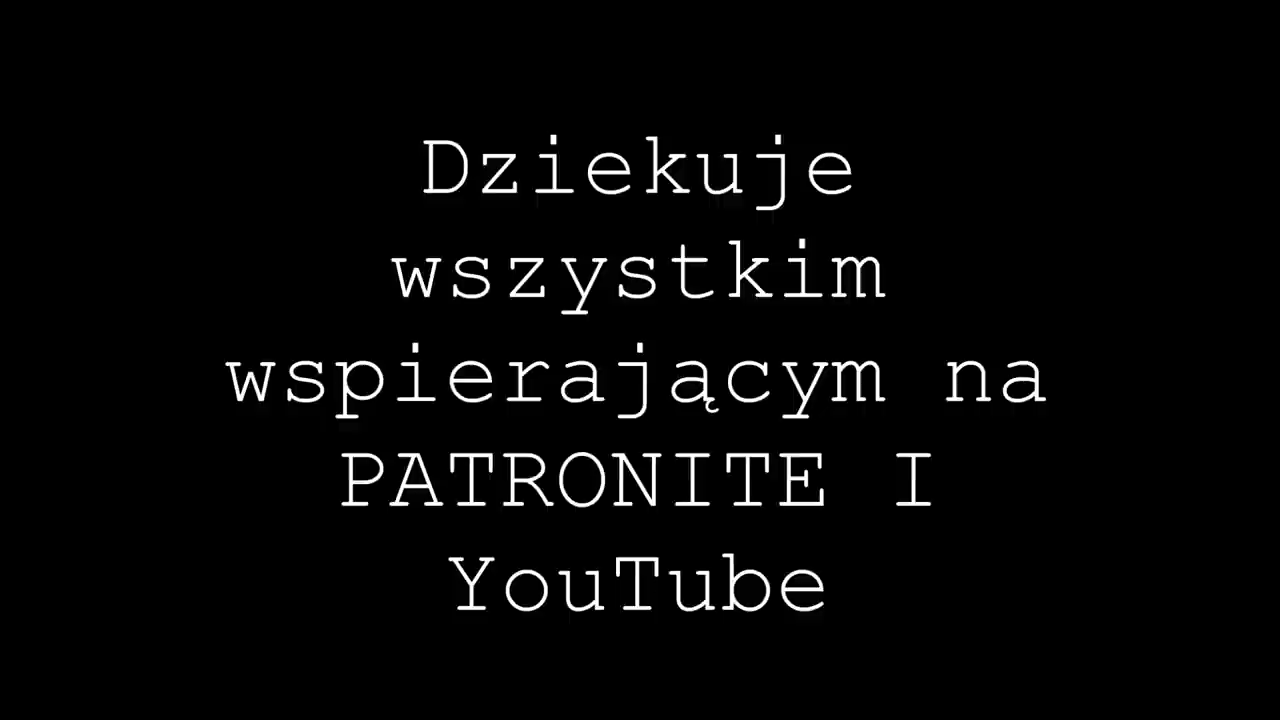 Dziekuje
wszystkim
wspierającym na
PATRONITE I
YouTube